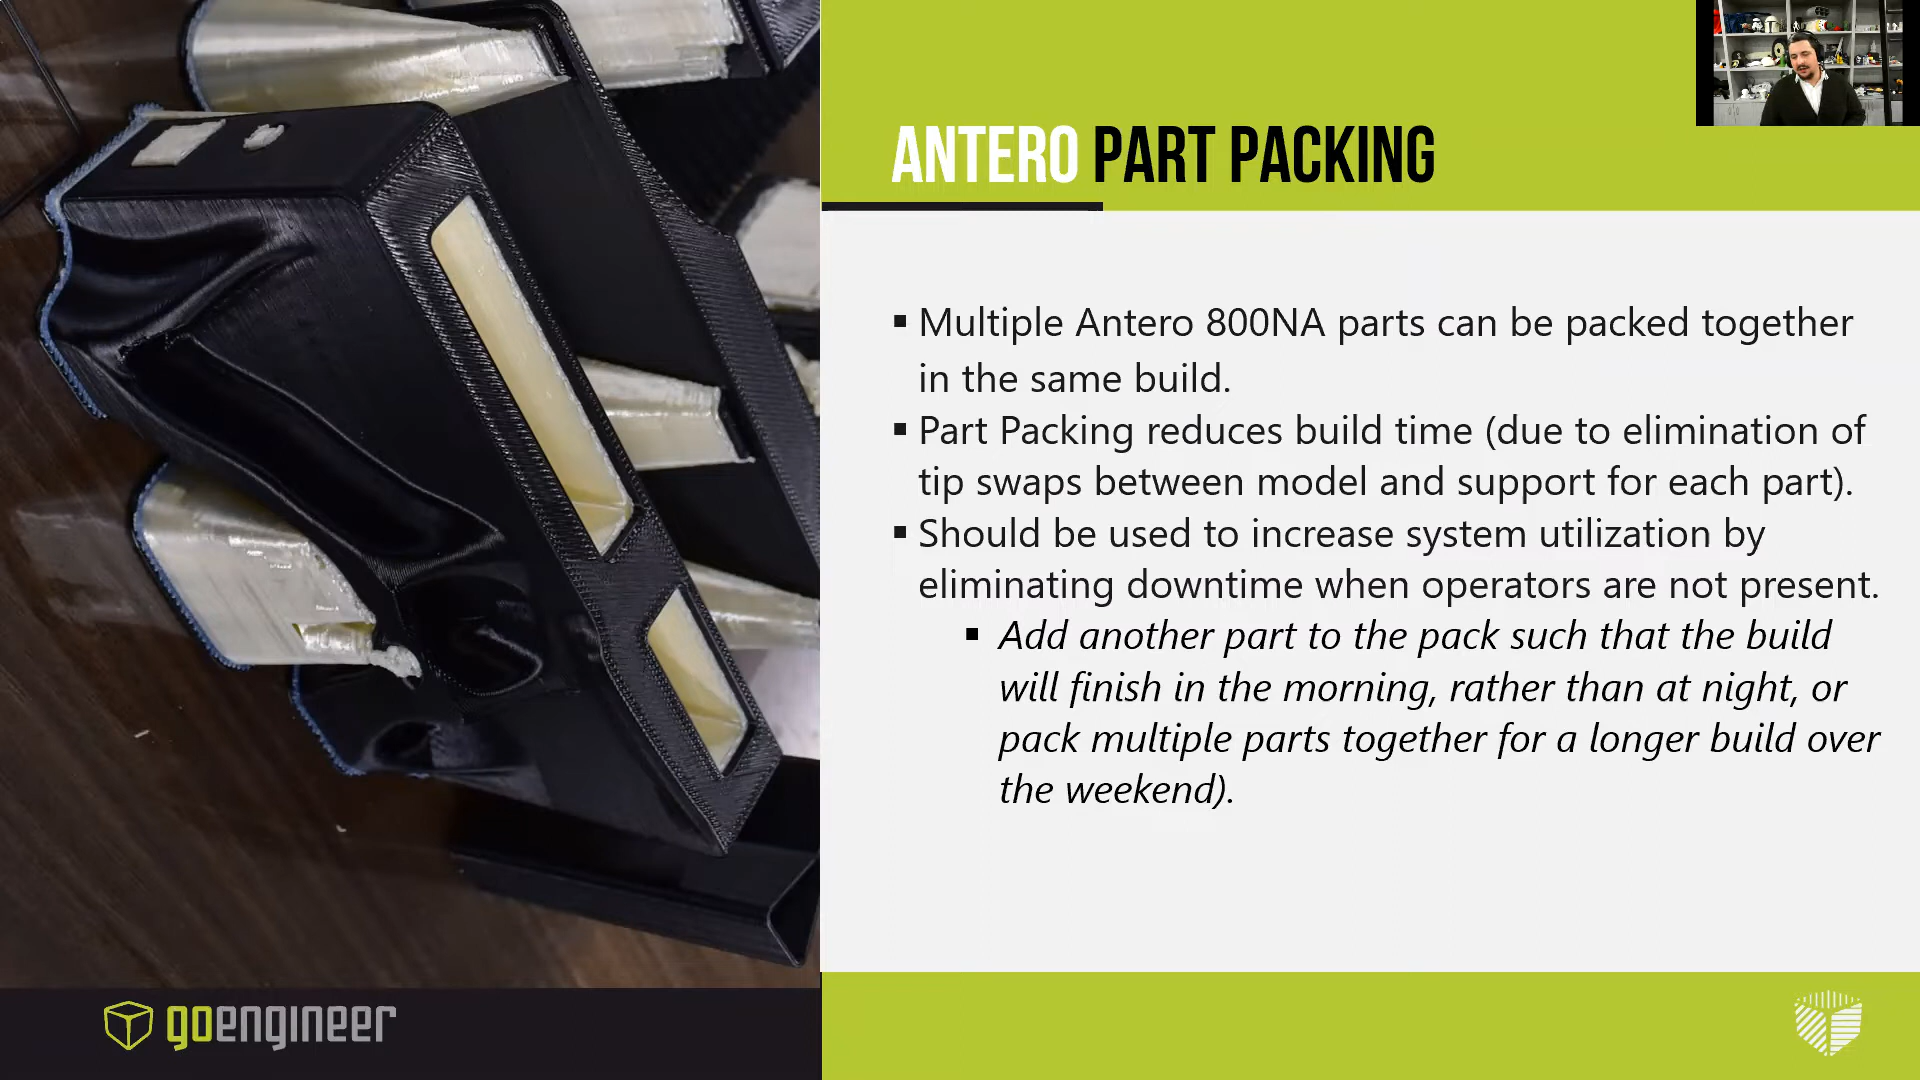 ANTERO PART PACKING
▪ Multiple Antero 800NA parts can be packed together
in the same build.
▪ Part Packing reduces build time (due to elimination of
tip swaps between model and support for each part).
▪ Should be used to increase system utilization by
eliminating downtime when operators are not present.
▪ Add another part to the pack such that the build
will finish in the morning, rather than at night, or
pack multiple parts together for a longer build over
the weekend).
goengineer